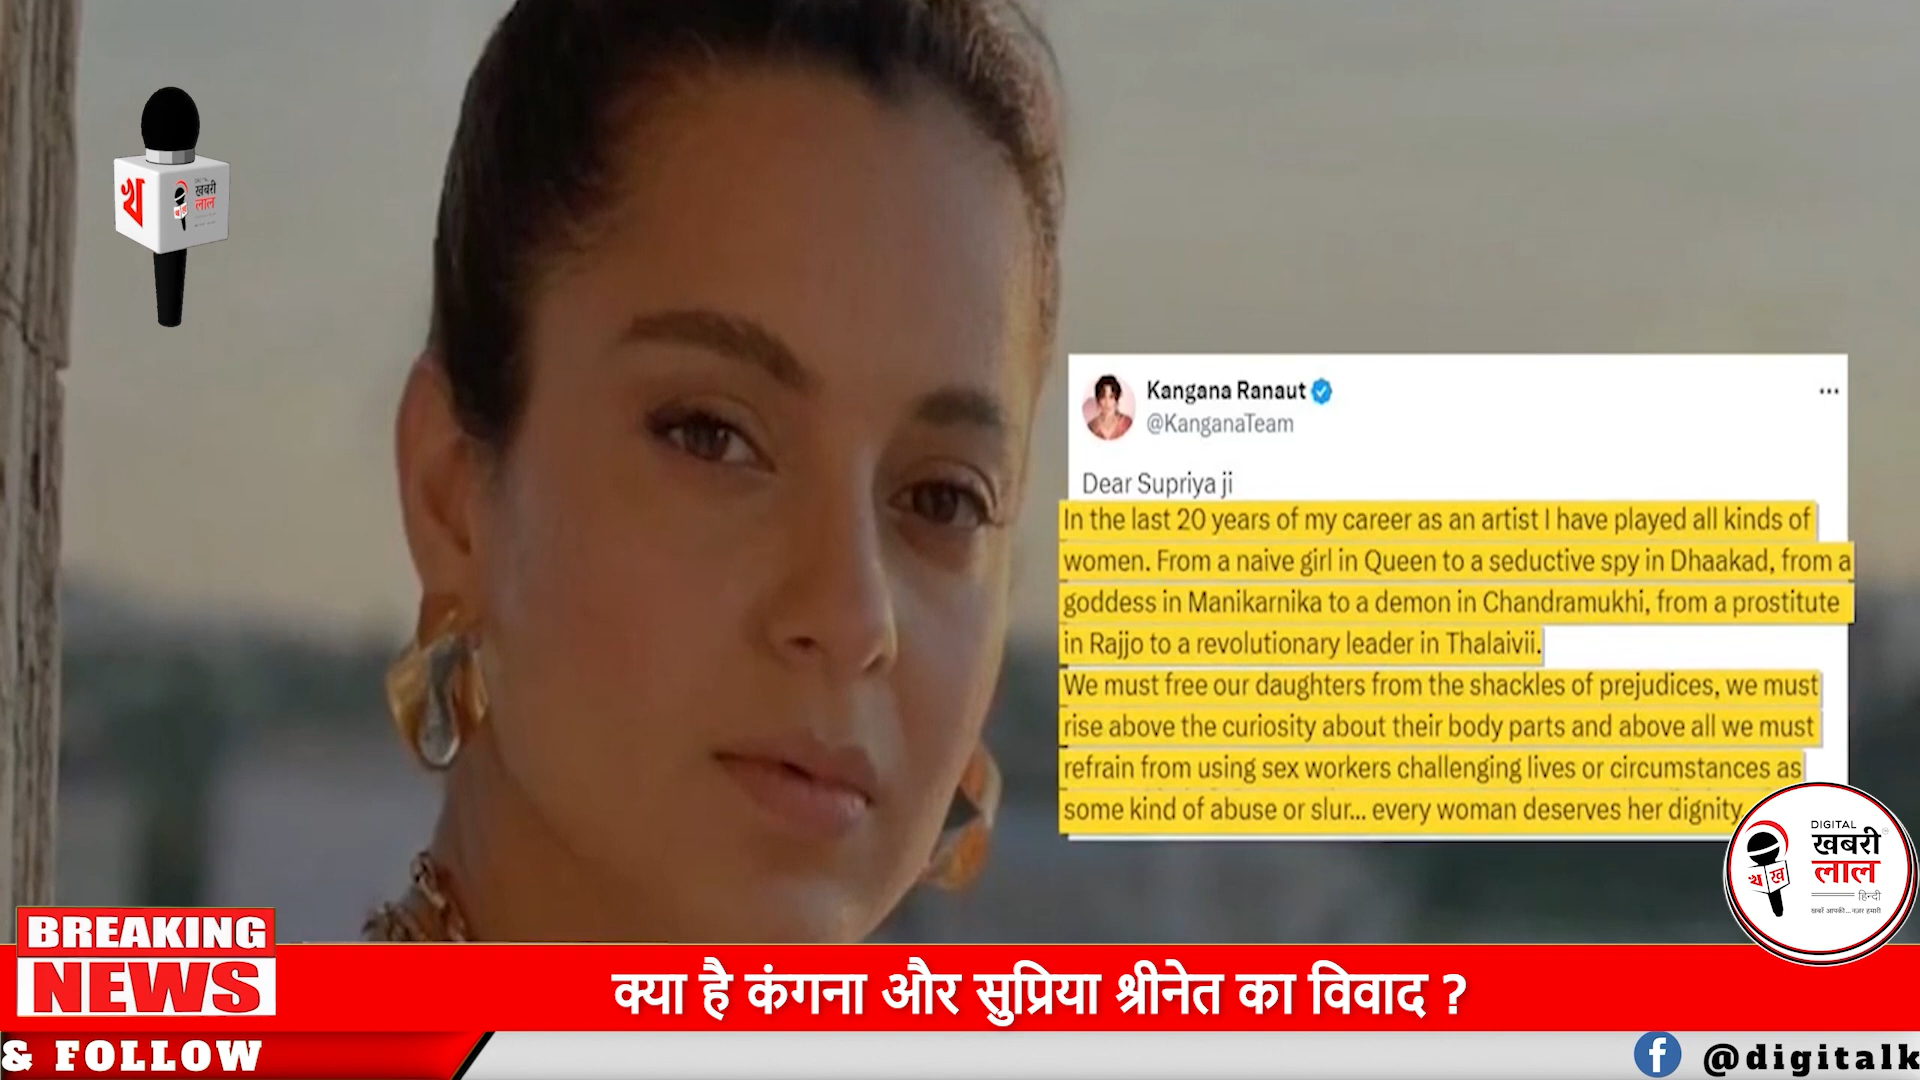 ख
DIGITAL
खबरी
लाल
Kangana Ranaut
@KanganaTeam
Dear Supriya ji
In the last 20 years of my career as an artist I have played all kinds of
women. From a naive girl in Queen to a seductive spy in Dhaakad, from a
goddess in Manikarnika to a demon in Chandramukhi, from a prostitute
in Rajjo to a revolutionary leader in Thalaivii.
We must free our daughters from the shackles of prejudices, we must
rise above the curiosity about their body parts and above all we must
refrain from using sex workers challenging lives or circumstances as
some kind of abuse or slur... every woman deserves her dignity
DIGITAL
खबरी
लाल
हिन्दी
ख ख
BREAKING
NEWS
क्या है कंगना और सुप्रिया श्रीनेत का विवाद ?
& FOLLOW
f @digitalk